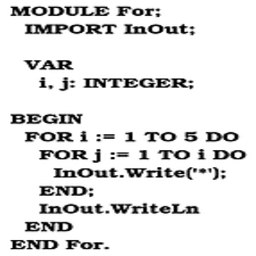 MODULE For;
IMPORT InOut;
VAR
i, j: INTEGER;
BEGIN
FOR i := 1 TO 5 DO
FOR j := 1 TO i DO
InOut.Write('*');
END;
InOut.WriteLn
END
END For.